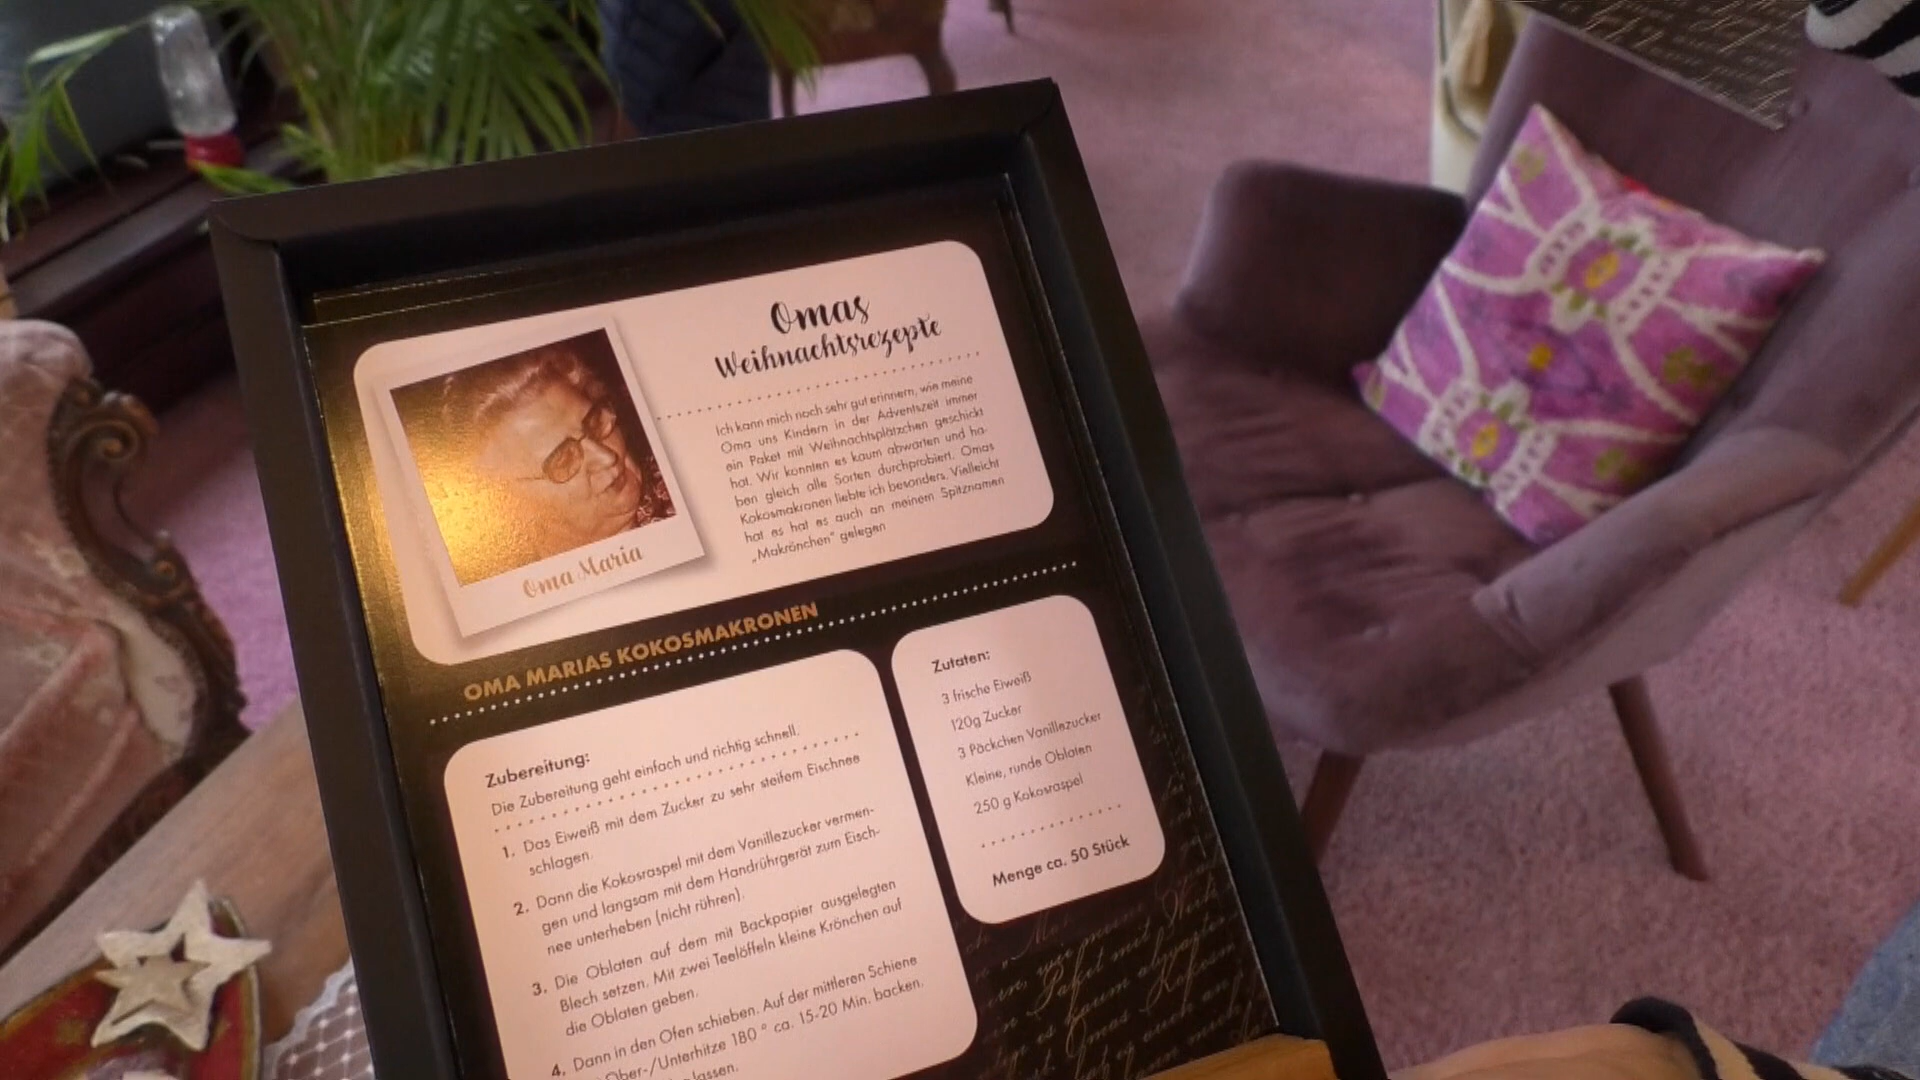 Omas
Weihnachtsrezepte
Ich kann mich noch sehr gut erinnern, wie meine
Oma uns Kindern in der Adventszeit immer
ein Paket mit Weihnachtsplätzchen geschickt
hat. Wir konnten es kaum abwarten und ha-
ben gleich alle Sorten durchprobiert. Omas
Kokosmakronen liebte ich besonders. Vielleicht
hat es hat es auch an meinem Spitznamen
„Makrönchen" gelegen
Oma Maria
OMA MARIAS KOKOSMAKRONEN
Zubereitung:
Die Zubereitung geht einfach und richtig schnell.
1. Das Eiweiß mit dem Zucker zu sehr steifem Eischnee
schlagen.
2. Dann die Kokosraspel mit dem Vanillezucker vermen-
gen und langsam mit dem Handrührgerät zum Eisch-
nee unterheben (nicht rühren).
3. Die Oblaten auf dem mit Backpapier ausgelegten
Blech setzen. Mit zwei Teelöffeln kleine Krönchen auf
die Oblaten geben.
4. Dann in den Ofen schieben. Auf der mittleren Schiene
Ober-/Unterhitze 180 ° ca. 15-20 Min. backen.
lassen.
Zutaten:
3 frische Eiweiß
120g Zucker
3 Päckchen Vanillezucker
Kleine, runde Oblaten
250 g Kokosraspel
Menge ca. 50 Stück